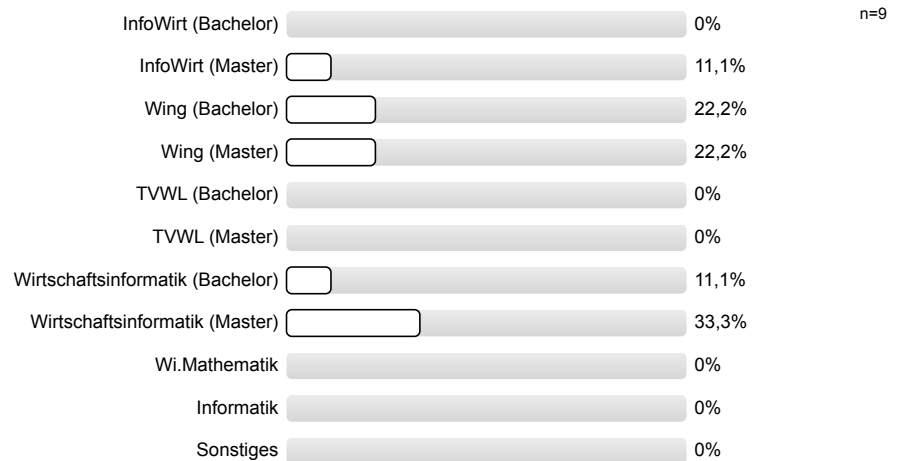 InfoWirt (Bachelor) 0% n=9
InfoWirt (Master) 11,1%
Wing (Bachelor) 22,2%
Wing (Master) 22,2%
TVWL (Bachelor) 0%
TVWL (Master) 0%
Wirtschaftsinformatik (Bachelor) 11,1%
Wirtschaftsinformatik (Master) 33,3%
Wi.Mathematik 0%
Informatik 0%
Sonstiges 0%